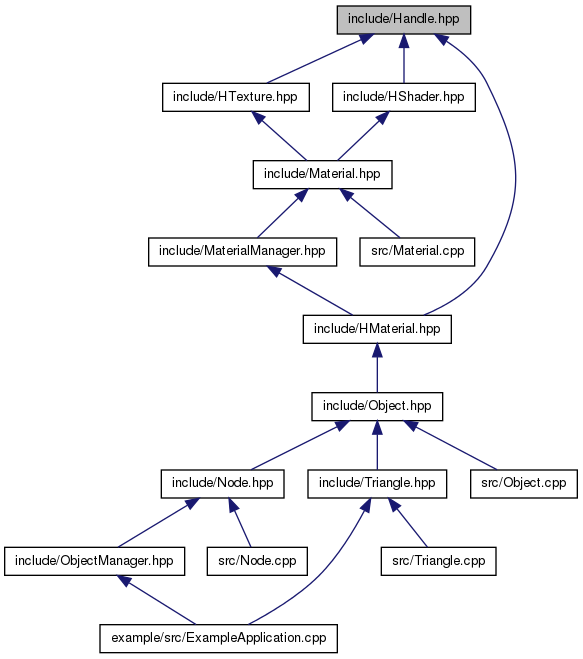 include/Handle.hpp
include/HTexture.hpp
include/HShader.hpp
include/Material.hpp
include/MaterialManager.hpp
src/Material.cpp
include/HMaterial.hpp
include/Object.hpp
include/Node.hpp
include/Triangle.hpp
src/Object.cpp
include/ObjectManager.hpp
src/Node.cpp
src/Triangle.cpp
example/src/ExampleApplication.cpp